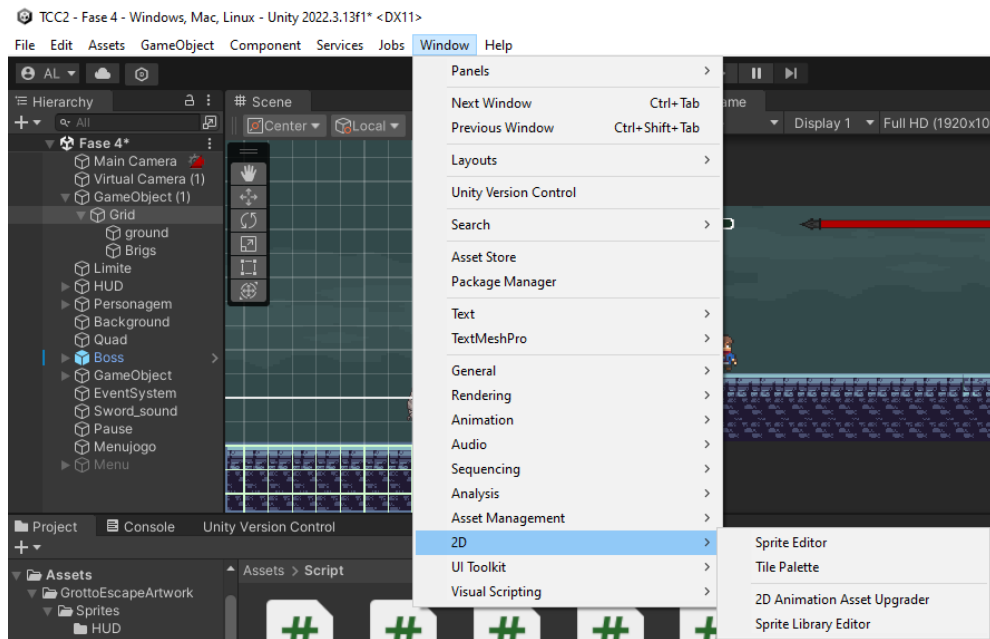 TCC2 - Fase 4 - Windows, Mac, Linux - Unity 2022.3.13f1* <DX11>
File Edit Assets GameObject Component Services Jobs Window Help
AL
Hierarchy
All
Fase 4*
Main Camera
Virtual Camera (1)
GameObject (1)
Grid
ground
Brigs
Limite
HUD
Personagem
Background
Quad
Boss
GameObject
EventSystem
Sword_sound
Pause
Menujogo
Menu
Scene
Center Local
Panels
Next Window Ctrl+Tab
Previous Window Ctrl+Shift+Tab
Layouts
Unity Version Control
Search
Asset Store
Package Manager
Text
TextMeshPro
General
Rendering
Animation
Audio
Sequencing
Analysis
Asset Management
2D
UI Toolkit
Visual Scripting
Sprite Editor
Tile Palette
2D Animation Asset Upgrader
Sprite Library Editor
ame
Display 1 Full HD (1920x10
Project Console Unity Version Control
Assets > Script
Assets
GrottoEscapeArtwork
Sprites
HUD
# # # # #